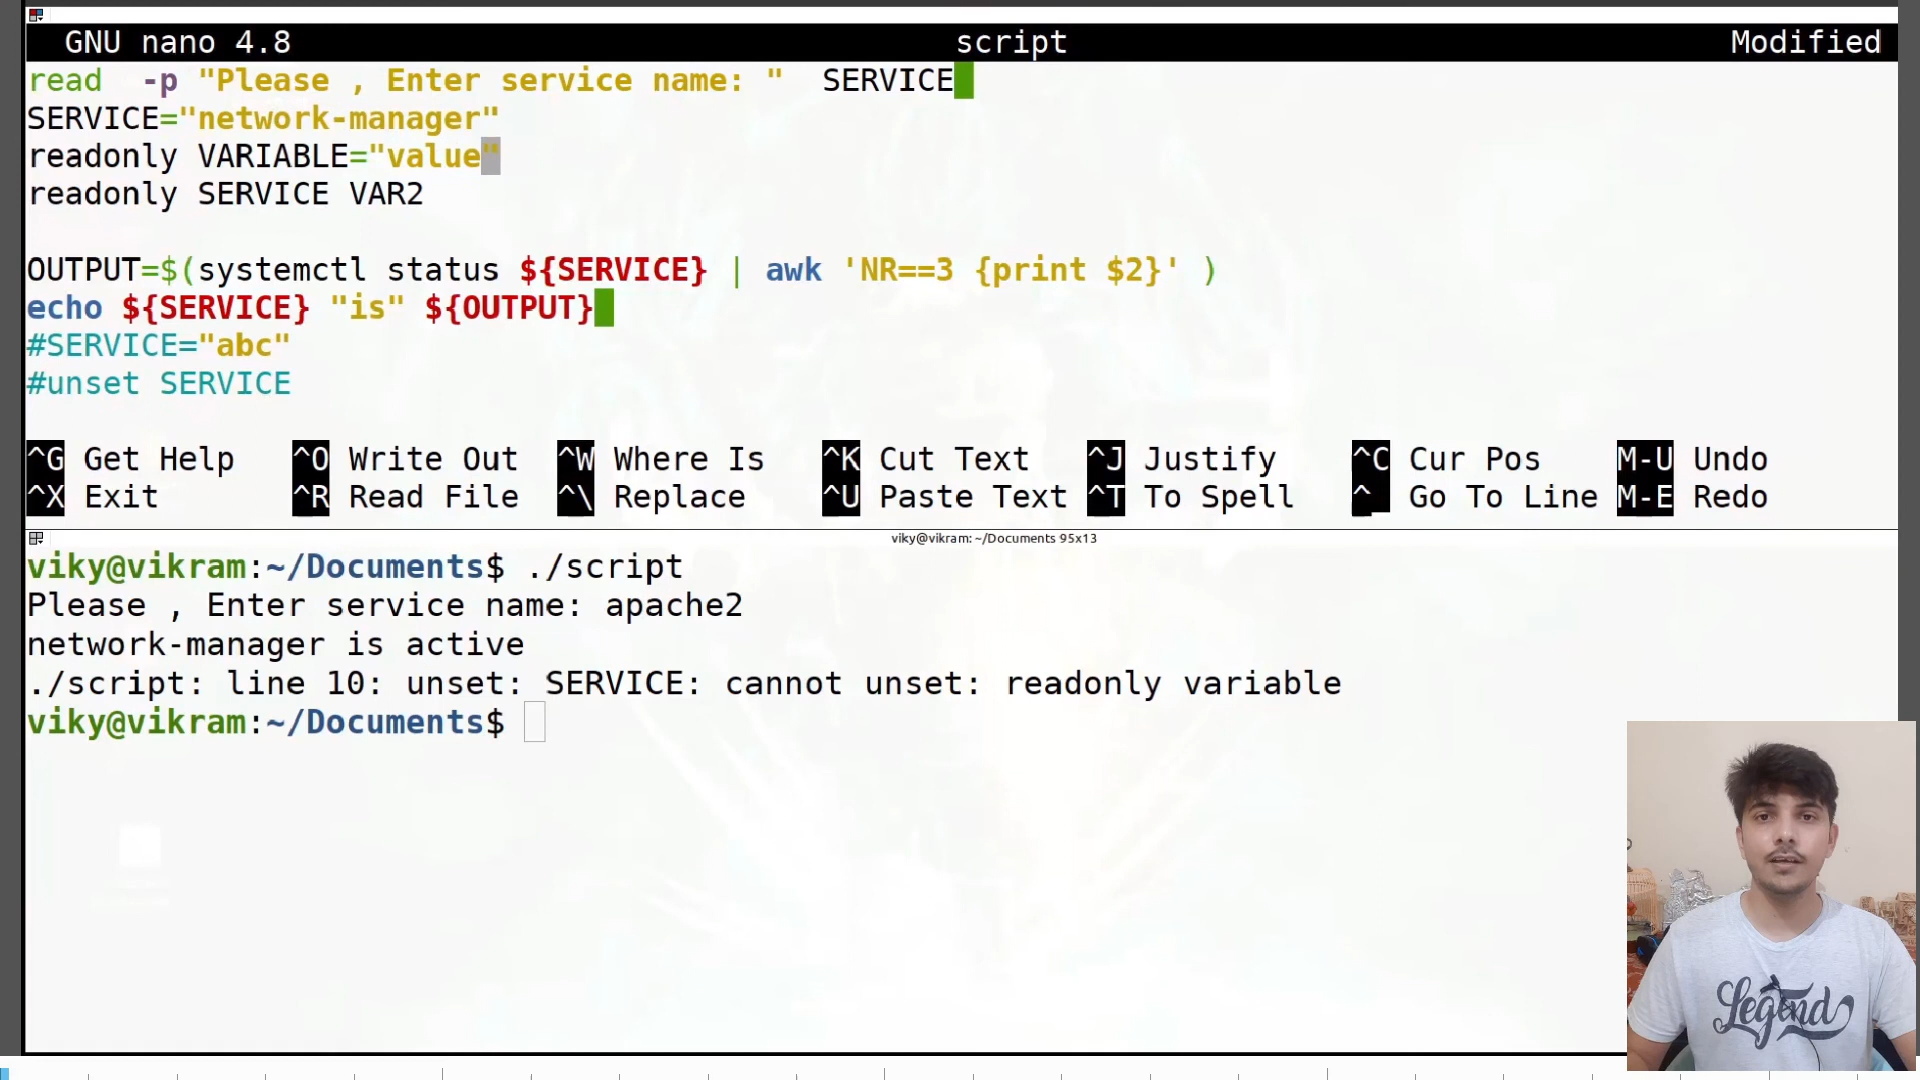 GNU nano 4.8 script Modified
read -p "Please , Enter service name: " SERVICE
SERVICE="network-manager"
readonly VARIABLE="value"
readonly SERVICE VAR2
OUTPUT=$(systemctl status ${SERVICE} | awk 'NR==3 {print $2}' )
echo ${SERVICE} "is" ${OUTPUT}
#SERVICE="abc"
#unset SERVICE
^G Get Help ^O Write Out ^W Where Is ^K Cut Text ^J Justify ^C Cur Pos M-U Undo
^X Exit ^R Read File ^\ Replace ^U Paste Text ^T To Spell ^_ Go To Line M-E Redo
viky@vikram: ~/Documents 95x13
viky@vikram:~/Documents$ ./script
Please , Enter service name: apache2
network-manager is active
./script: line 10: unset: SERVICE: cannot unset: readonly variable
viky@vikram:~/Documents$
Legend